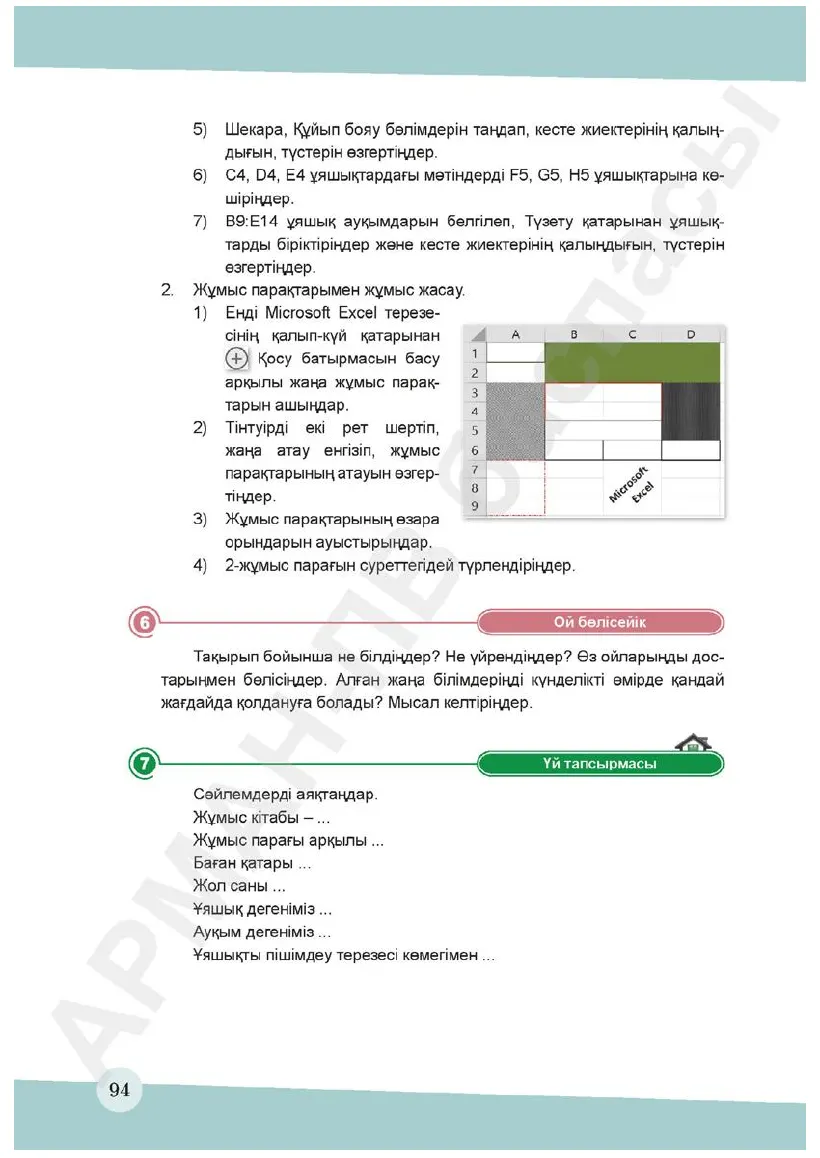 5) Шекара, Құйып бояу бөлімдерін таңдап, кесте жиектерінің қалың-
дығын, түстерін өзгертіңдер.
6) C4, D4, E4 ұяшықтардағы мәтіндерді F5, G5, H5 ұяшықтарына кө-
шіріңдер.
7) B9:E14 ұяшық ауқымдарын белгілеп, Түзету қатарынан ұяшық-
тарды біріктіріңдер және кесте жиектерінің қалыңдығын, түстерін
өзгертіңдер.
2. Жұмыс парақтарымен жұмыс жасау.
1) Енді Microsoft Excel терезе-
сінің қалып-күй қатарынан
Қосу батырмасын басу
арқылы жаңа жұмыс парақ-
тарын ашыңдар.
2) Тінтуірді екі рет шертіп,
жаңа атау енгізіп, жұмыс
парақтарының атауын өзгер-
тіңдер.
3) Жұмыс парақтарының өзара
орындарын ауыстырыңдар.
4) 2-жұмыс парағын суреттегідей түрлендіріңдер.
A B C D
1
2
3
4
5
6
7
8
9
Microsoft
Excel
6 Ой бөлісейік
Тақырып бойынша не білдіңдер? Не үйрендіңдер? Өз ойларыңды дос-
тарыңмен бөлісіңдер. Алған жаңа білімдеріңді күнделікті өмірде қандай
жағдайда қолдануға болады? Мысал келтіріңдер.
7 Үй тапсырмасы
Сөйлемдерді аяқтаңдар.
Жұмыс кітабы – ...
Жұмыс парағы арқылы ...
Баған қатары ...
Жол саны ...
Ұяшық дегеніміз ...
Ауқым дегеніміз ...
Ұяшықты пішімдеу терезесі көмегімен ...
94
АРМАН-ПВ баспасы